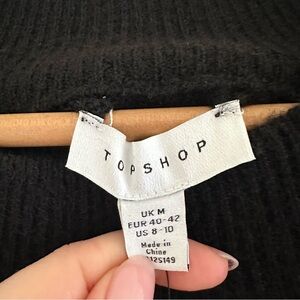 TOPSHOP
UK M
EUR 40-42
US 8-10
Made in
China